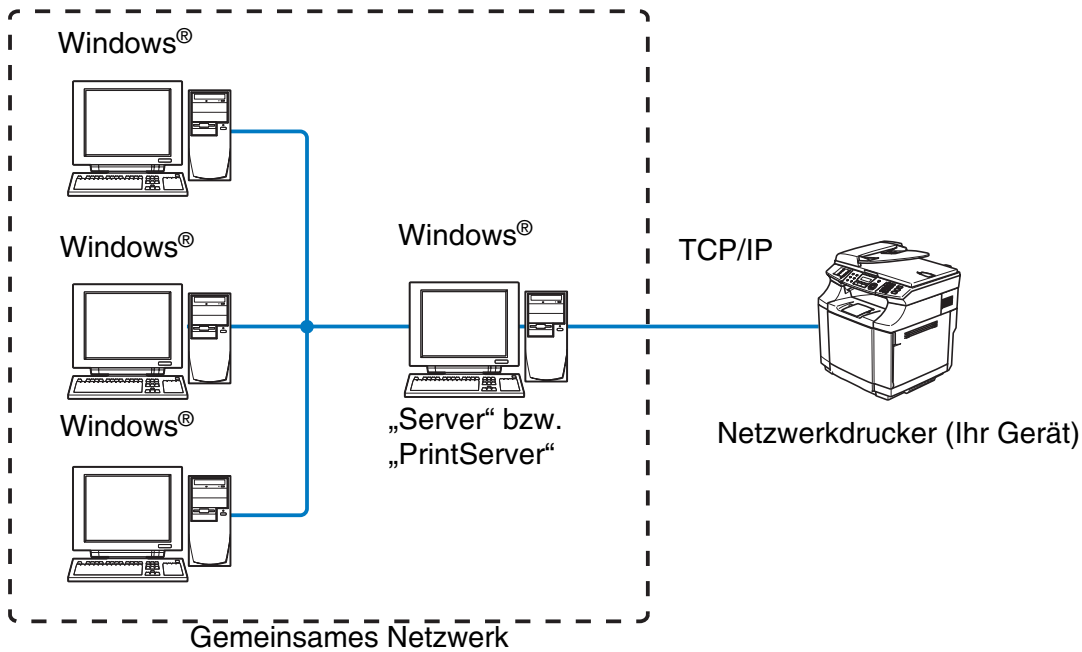 Windows®
Windows®
Windows®
TCP/IP
Windows®
„Server“ bzw.
„PrintServer“
Netzwerkdrucker (Ihr Gerät)
Gemeinsames Netzwerk